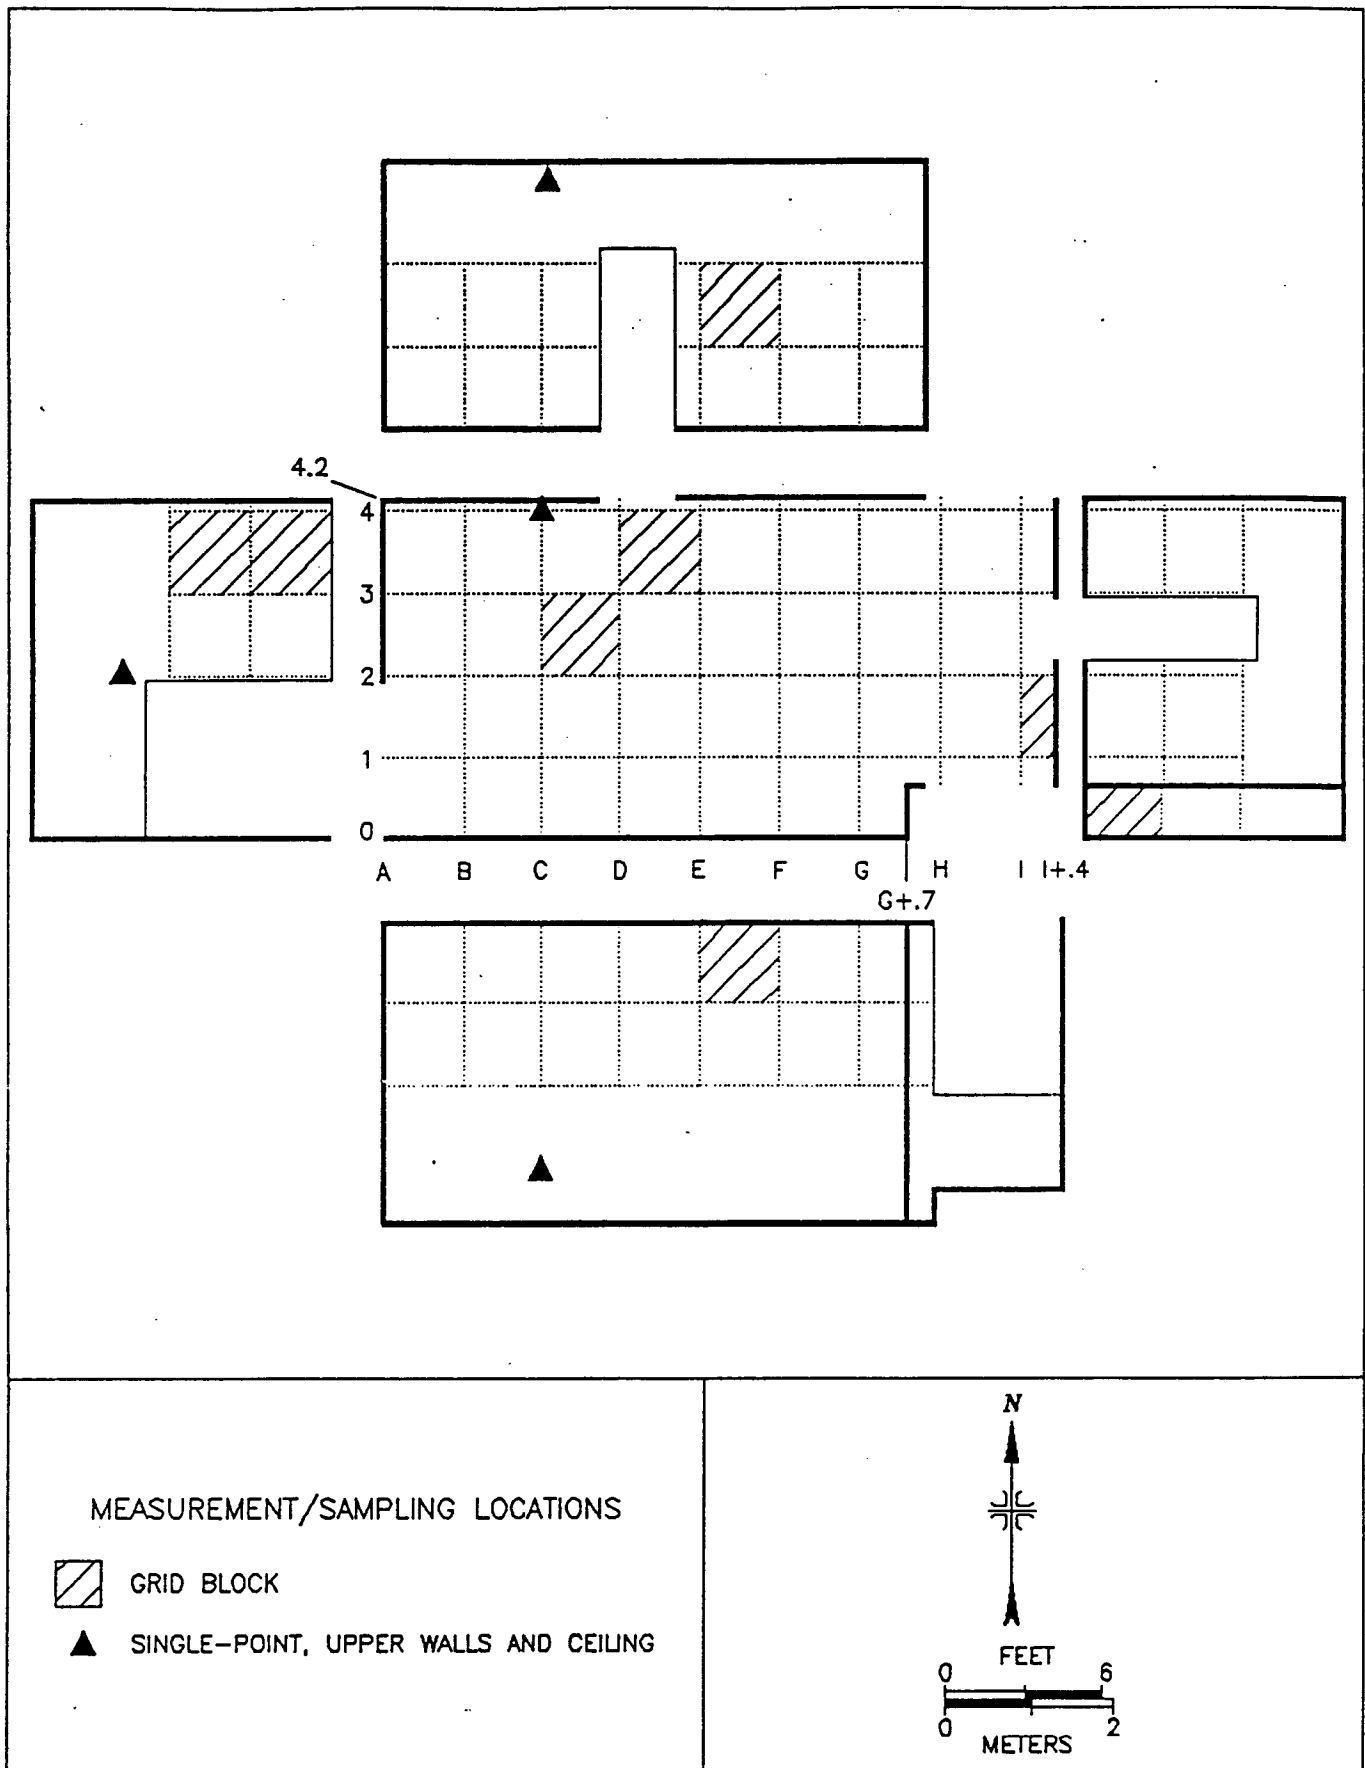 4.2
4
3
2
1
0
A B C D E F G H I I+.4
G+.7
MEASUREMENT/SAMPLING LOCATIONS
GRID BLOCK
SINGLE-POINT, UPPER WALLS AND CEILING
N
FEET
0 6
0 2
METERS